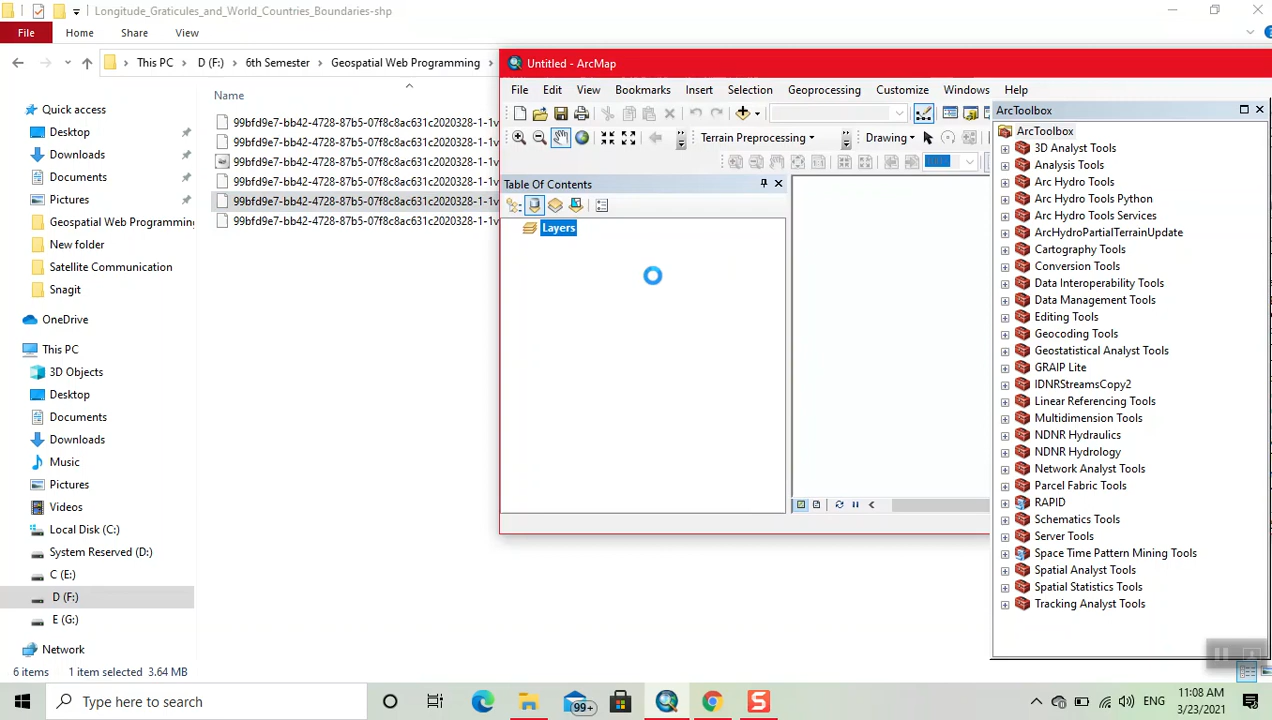 Longitude_Graticules_and_World_Countries_Boundaries-shp
File
Home
Share
View
This PC
D (F:)
6th Semester
Geospatial Web Programming
Name
Quick access
Desktop
Downloads
Documents
Pictures
Geospatial Web Programming
New folder
Satellite Communication
Snagit
OneDrive
This PC
3D Objects
Desktop
Documents
Downloads
Music
Pictures
Videos
Local Disk (C:)
System Reserved (D:)
C (E:)
D (F:)
E (G:)
Network
99bfd9e7-bb42-4728-87b5-07f8c8ac631c2020328-1-1v
99bfd9e7-bb42-4728-87b5-07f8c8ac631c2020328-1-1v
99bfd9e7-bb42-4728-87b5-07f8c8ac631c2020328-1-1v
99bfd9e7-bb42-4728-87b5-07f8c8ac631c2020328-1-1v
99bfd9e7-bb42-4728-87b5-07f8c8ac631c2020328-1-1v
99bfd9e7-bb42-4728-87b5-07f8c8ac631c2020328-1-1v
6 items 1 item selected 3.64 MB
Untitled - ArcMap
File Edit View Bookmarks Insert Selection Geoprocessing Customize Windows Help
Terrain Preprocessing
Drawing
Table Of Contents
Layers
ArcToolbox
ArcToolbox
3D Analyst Tools
Analysis Tools
Arc Hydro Tools
Arc Hydro Tools Python
Arc Hydro Tools Services
ArcHydroPartialTerrainUpdate
Cartography Tools
Conversion Tools
Data Interoperability Tools
Data Management Tools
Editing Tools
Geocoding Tools
Geostatistical Analyst Tools
GRAIP Lite
IDNRStreamsCopy2
Linear Referencing Tools
Multidimension Tools
NDNR Hydraulics
NDNR Hydrology
Network Analyst Tools
Parcel Fabric Tools
RAPID
Schematics Tools
Server Tools
Space Time Pattern Mining Tools
Spatial Analyst Tools
Spatial Statistics Tools
Tracking Analyst Tools
Type here to search
99+
ENG
11:08 AM
3/23/2021